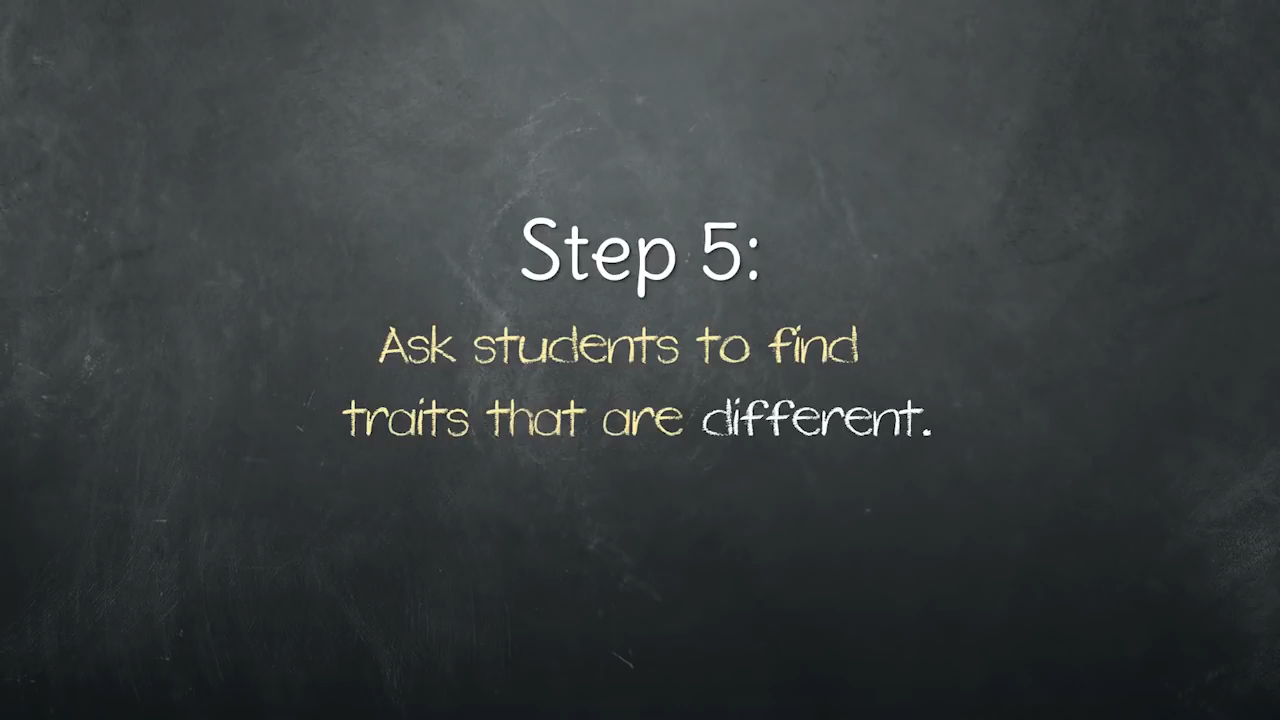 Step 5:
Ask students to find
traits that are different.